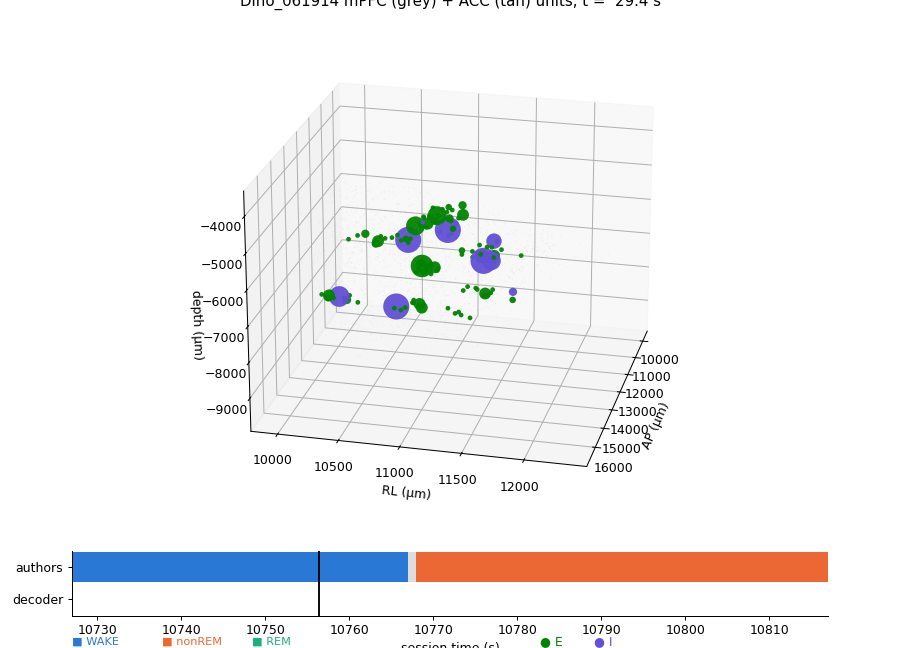 Dino_061914 mPFC (grey) + ACC (tan) units, t = 29.4 s
−4000
−5000
−6000
−7000
−8000
−9000
depth (μm)
10000
10500
11000
11500
12000
RL (μm)
10000
11000
12000
13000
14000
15000
16000
AP (μm)
authors
decoder
10730 10740 10750 10760 10770 10780 10790 10800 10810
WAKE nonREM REM session time (s) E I